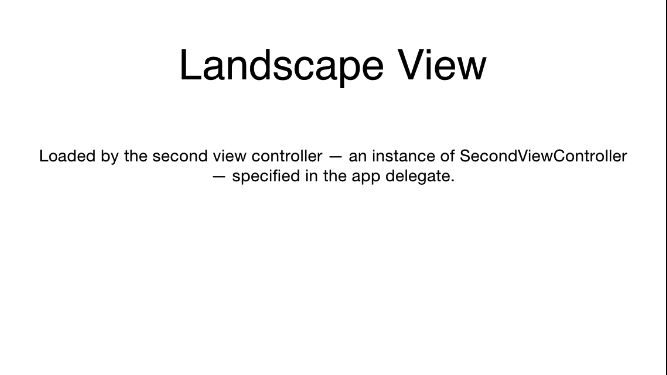 Landscape View
Loaded by the second view controller — an instance of SecondViewController
— specified in the app delegate.